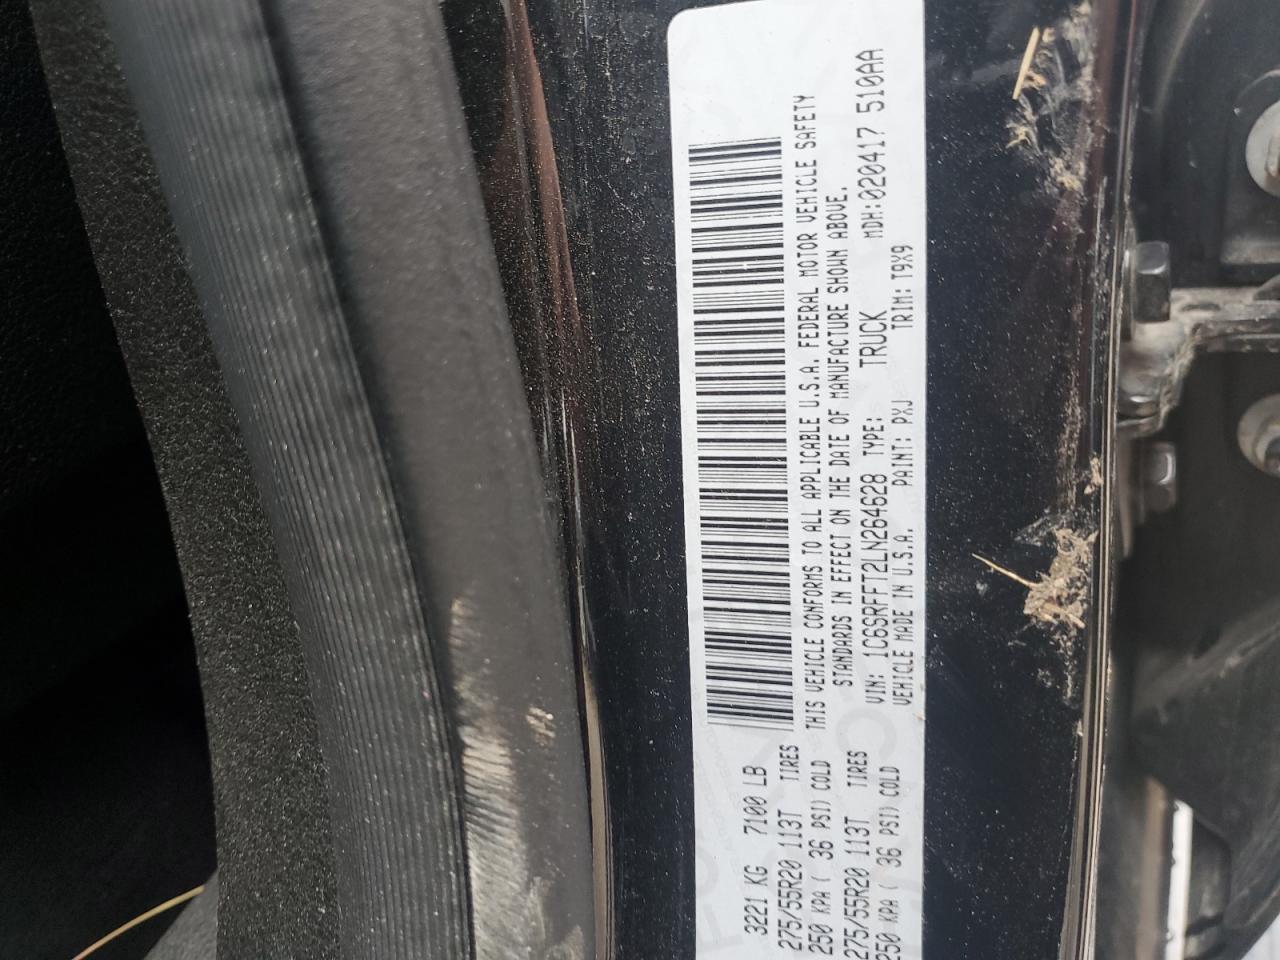 3221 KG 7100 LB
275/55R20 113T TIRES
250 KPA ( 36 PSI) COLD
275/55R20 113T TIRES
250 KPA ( 36 PSI) COLD
THIS VEHICLE CONFORMS TO ALL APPLICABLE U.S.A. FEDERAL MOTOR VEHICLE SAFETY
STANDARDS IN EFFECT ON THE DATE OF MANUFACTURE SHOWN ABOVE.
VIN: 1C6SRFFT2LN264628 TYPE: TRUCK MDH:020417 510AA
VEHICLE MADE IN U.S.A. PAINT: PXJ TRIM: T9X9